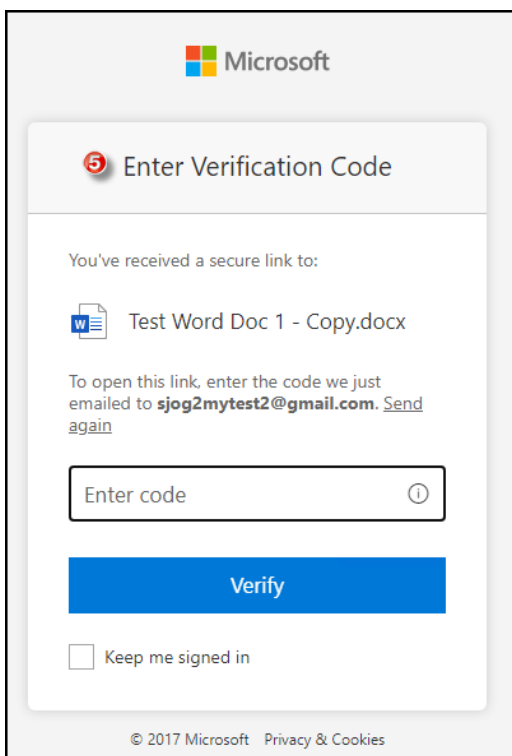 Microsoft
5 Enter Verification Code
You've received a secure link to:
W Test Word Doc 1 - Copy.docx
To open this link, enter the code we just
emailed to sjog2mytest2@gmail.com. Send
again
Enter code
Verify
Keep me signed in
© 2017 Microsoft Privacy & Cookies